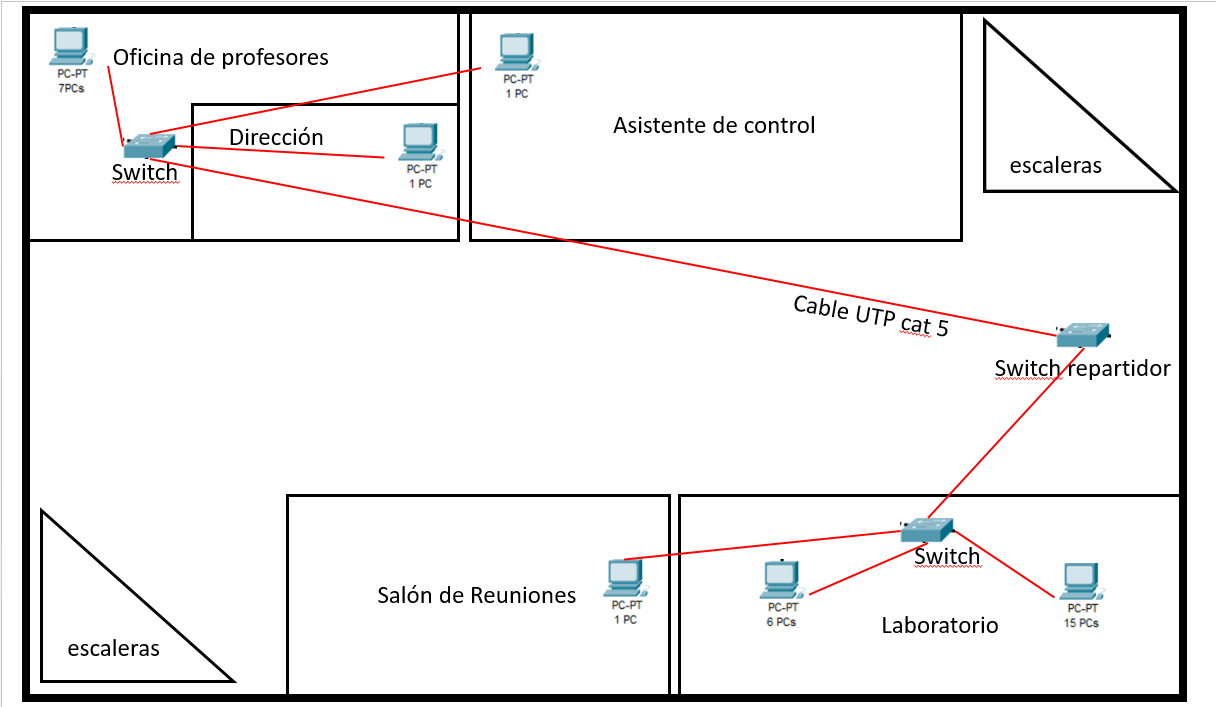 Oficina de profesores
PC-PT
7PCs
Switch
Dirección
PC-PT
1 PC
PC-PT
1 PC
Asistente de control
escaleras
Cable UTP cat 5
Switch repartidor
Switch
Salón de Reuniones
PC-PT
1 PC
PC-PT
6 PCs
Laboratorio
PC-PT
15 PCs
escaleras